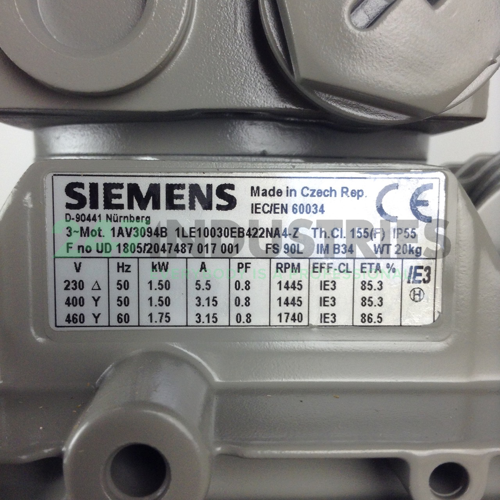 SIEMENS Made in Czech Rep. CE
D-90441 Nürnberg IEC/EN 60034
3~Mot. 1AV3094B 1LE10030EB422NA4-Z Th.Cl. 155(F) IP55
F no UD 1805/2047487 017 001 FS 90L IM B34 WT 20kg
V Hz kW A PF RPM EFF-CL ETA % IE3
230 Δ 50 1.50 5.5 0.8 1445 IE3 85.3
400 Y 50 1.50 3.15 0.8 1445 IE3 85.3
460 Y 60 1.75 3.15 0.8 1740 IE3 86.5